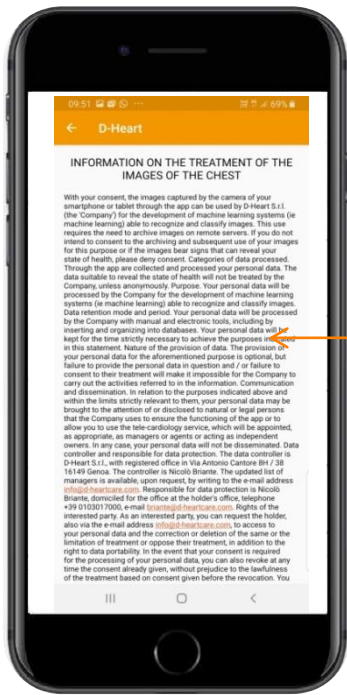 09:51 ··· 69%
D-Heart
INFORMATION ON THE TREATMENT OF THE
IMAGES OF THE CHEST
With your consent, the images captured by the camera of your
smartphone or tablet through the app can be used by D-Heart S.r.l.
(the 'Company') for the development of machine learning systems (ie
machine learning) able to recognize and classify images. This use
requires the need to archive images on remote servers. If you do not
intend to consent to the archiving and subsequent use of your images
for this purpose or if the images bear signs that can reveal your
state of health, please deny consent. Categories of data processed.
Through the app are collected and processed your personal data. The
data suitable to reveal the state of health will not be treated by the
Company, unless anonymously. Purpose. Your personal data will be
processed by the Company for the development of machine learning
systems (ie machine learning) able to recognize and classify images.
Data retention mode and period. Your personal data will be processed
by the Company with manual and electronic tools, including by
inserting and organizing into databases. Your personal data will be
kept for the time strictly necessary to achieve the purposes indicated
in this statement. Nature of the provision of data. The provision of
your personal data for the aforementioned purpose is optional, but
failure to provide the personal data in question and / or failure to
consent to their treatment will make it impossible for the Company to
carry out the activities referred to in the information. Communication
and dissemination. In relation to the purposes indicated above and
within the limits strictly relevant to them, your personal data may be
brought to the attention of or disclosed to natural or legal persons
that the Company uses to ensure the functioning of the app or to
allow you to use the tele-cardiology service, which will be appointed,
as appropriate, as managers or agents or acting as independent
owners. In any case, your personal data will not be disseminated. Data
controller and responsible for data protection. The data controller is
D-Heart S.r.l., with registered office in Via Antonio Cantore 8H / 38
16149 Genoa. The controller is Nicolò Briante. The updated list of
managers is available, upon request, by writing to the e-mail address
info@d-heartcare.com. Responsible for data protection is Nicolò
Briante, domiciled for the office at the holder's office, telephone
+39 0103017000, e-mail briante@d-heartcare.com. Rights of the
interested party. As an interested party, you can request the holder,
also via the e-mail address info@d-heartcare.com, to access to
your personal data and the correction or deletion of the same or the
limitation of treatment or oppose their treatment, in addition to the
right to data portability. In the event that your consent is required
for the processing of your personal data, you can also revoke at any
time the consent already given, without prejudice to the lawfulness
of the treatment based on consent given before the revocation. You